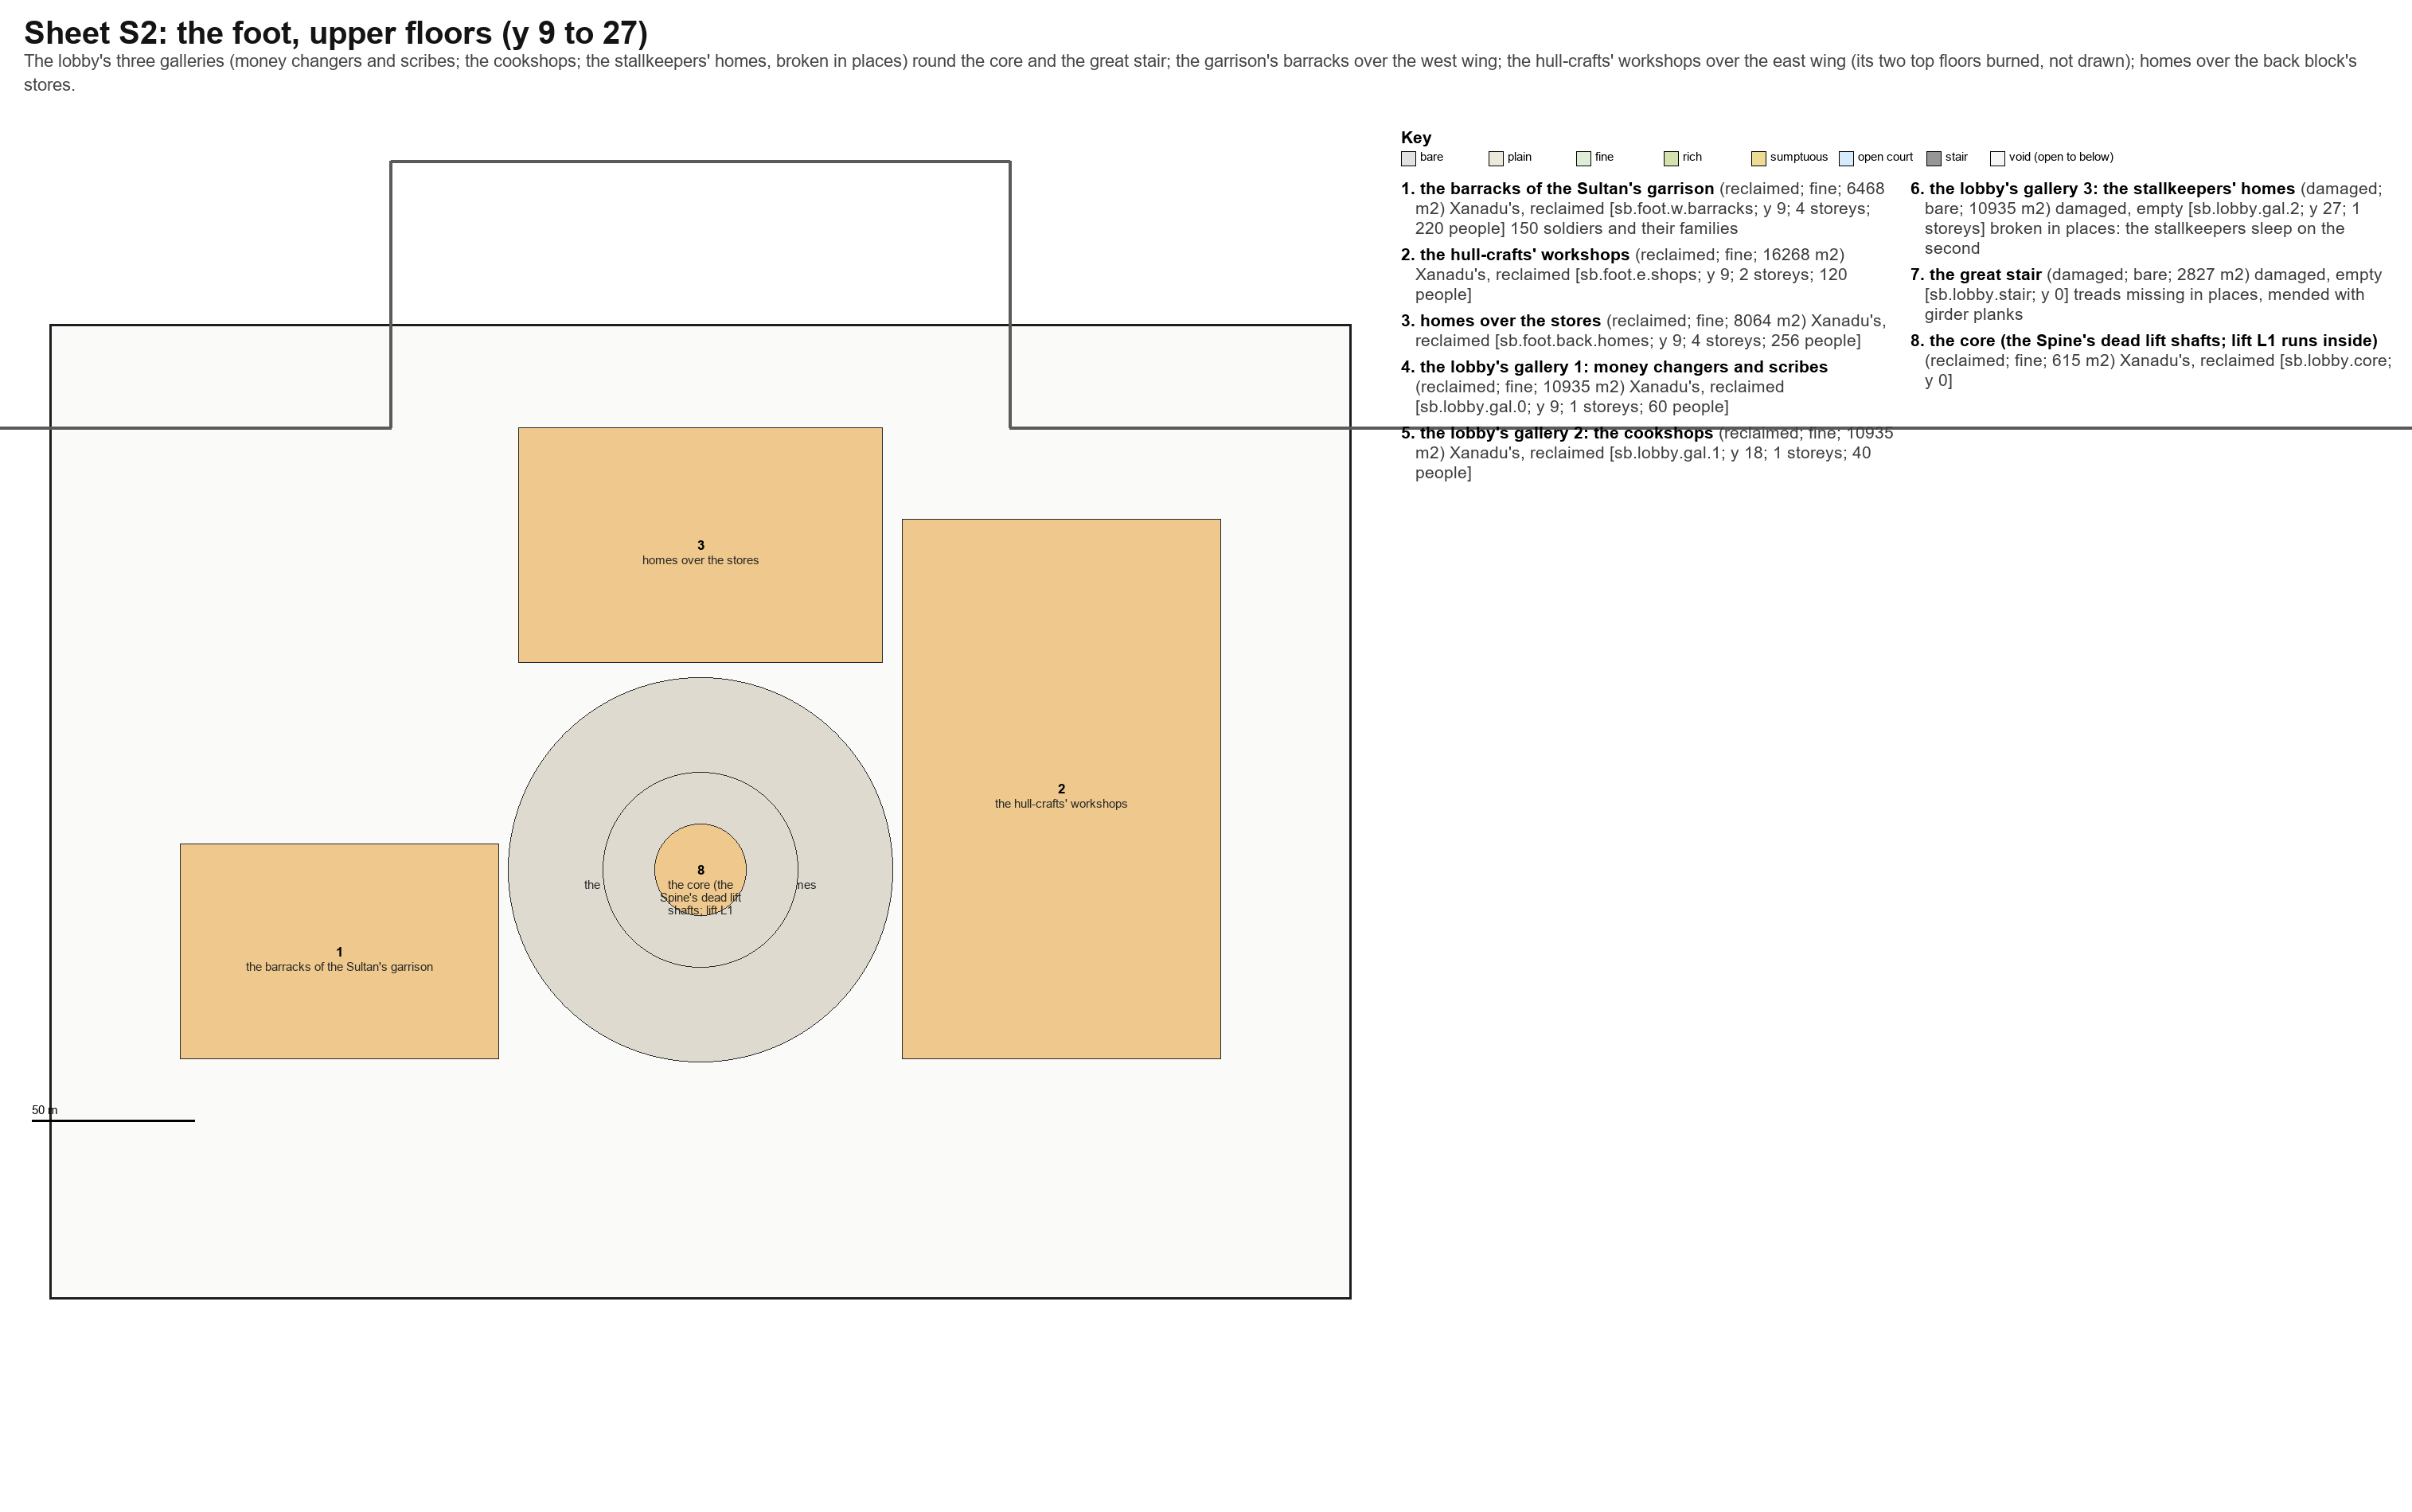 Sheet S2: the foot, upper floors (y 9 to 27)
The lobby's three galleries (money changers and scribes; the cookshops; the stallkeepers' homes, broken in places) round the core and the great stair; the garrison's barracks over the west wing; the hull-crafts' workshops over the east wing (its two top floors burned, not drawn); homes over the back block's
stores.
Key
bare plain fine rich sumptuous open court stair void (open to below)
1. the barracks of the Sultan's garrison (reclaimed; fine; 6468
m2) Xanadu's, reclaimed [sb.foot.w.barracks; y 9; 4 storeys;
220 people] 150 soldiers and their families
2. the hull-crafts' workshops (reclaimed; fine; 16268 m2)
Xanadu's, reclaimed [sb.foot.e.shops; y 9; 2 storeys; 120
people]
3. homes over the stores (reclaimed; fine; 8064 m2) Xanadu's,
reclaimed [sb.foot.back.homes; y 9; 4 storeys; 256 people]
4. the lobby's gallery 1: money changers and scribes
(reclaimed; fine; 10935 m2) Xanadu's, reclaimed
[sb.lobby.gal.0; y 9; 1 storeys; 60 people]
5. the lobby's gallery 2: the cookshops (reclaimed; fine; 10935
m2) Xanadu's, reclaimed [sb.lobby.gal.1; y 18; 1 storeys; 40
people]
6. the lobby's gallery 3: the stallkeepers' homes (damaged;
bare; 10935 m2) damaged, empty [sb.lobby.gal.2; y 27; 1
storeys] broken in places: the stallkeepers sleep on the
second
7. the great stair (damaged; bare; 2827 m2) damaged, empty
[sb.lobby.stair; y 0] treads missing in places, mended with
girder planks
8. the core (the Spine's dead lift shafts; lift L1 runs inside)
(reclaimed; fine; 615 m2) Xanadu's, reclaimed [sb.lobby.core;
y 0]
3
homes over the stores
2
the hull-crafts' workshops
8
the
the core (the
Spine's dead lift
shafts; lift L1
1
the barracks of the Sultan's garrison
50 m